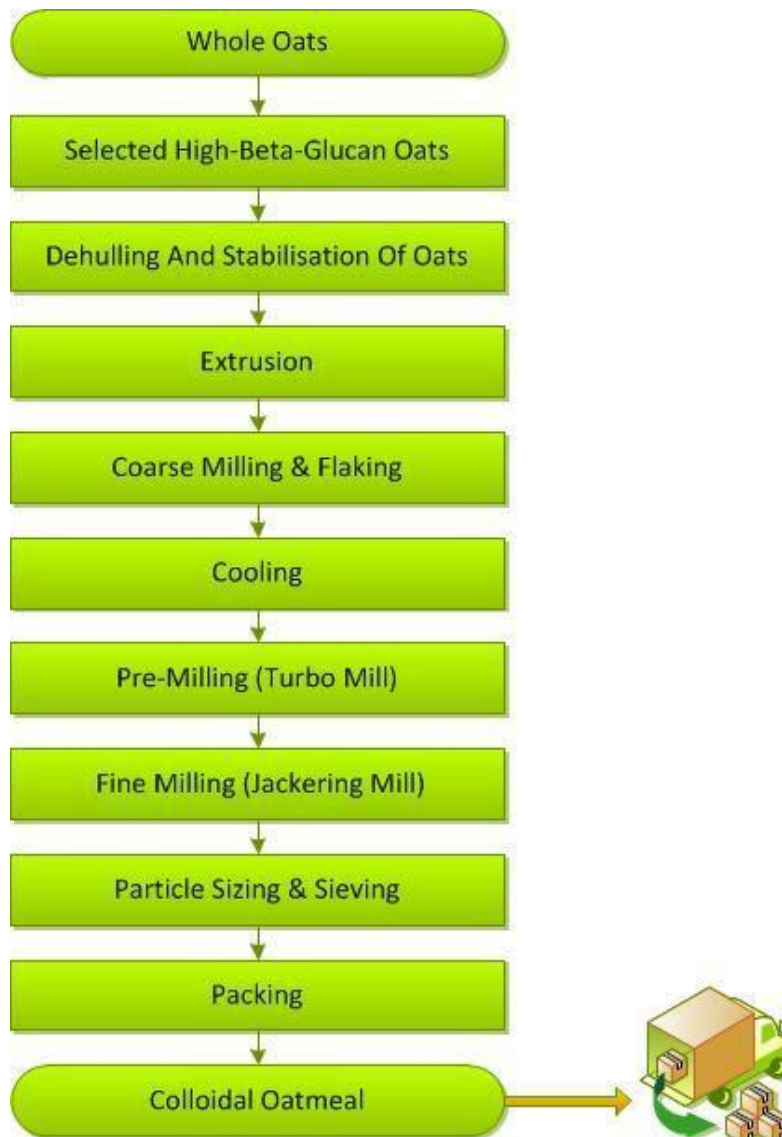 Whole Oats
Selected High-Beta-Glucan Oats
Dehulling And Stabilisation Of Oats
Extrusion
Coarse Milling & Flaking
Cooling
Pre-Milling (Turbo Mill)
Fine Milling (Jackering Mill)
Particle Sizing & Sieving
Packing
Colloidal Oatmeal